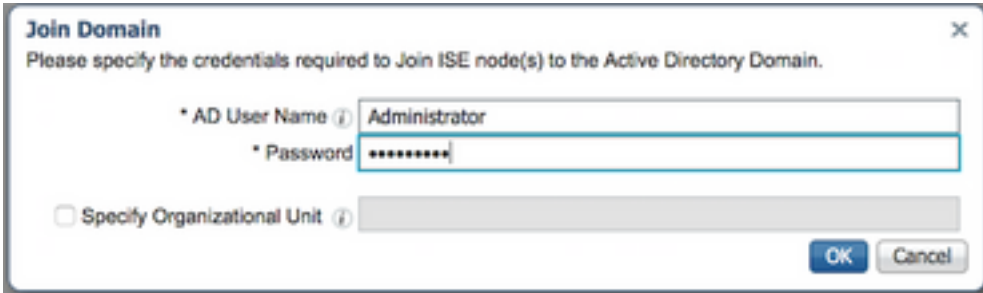 Join Domain
Please specify the credentials required to Join ISE node(s) to the Active Directory Domain.
* AD User Name i Administrator
* Password •••••••••
Specify Organizational Unit i
OK Cancel